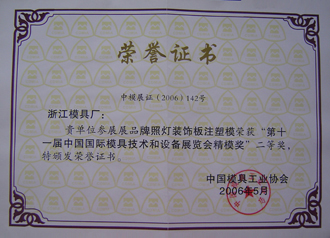 荣誉证书
中模展证（2006）142号
浙江模具厂：
贵单位参展展品牌照灯装饰板注塑模荣获“第十
一届中国国际模具技术和设备展览会精模奖”二等奖，
特颁发荣誉证书。
中国模具工业协会
2006年5月